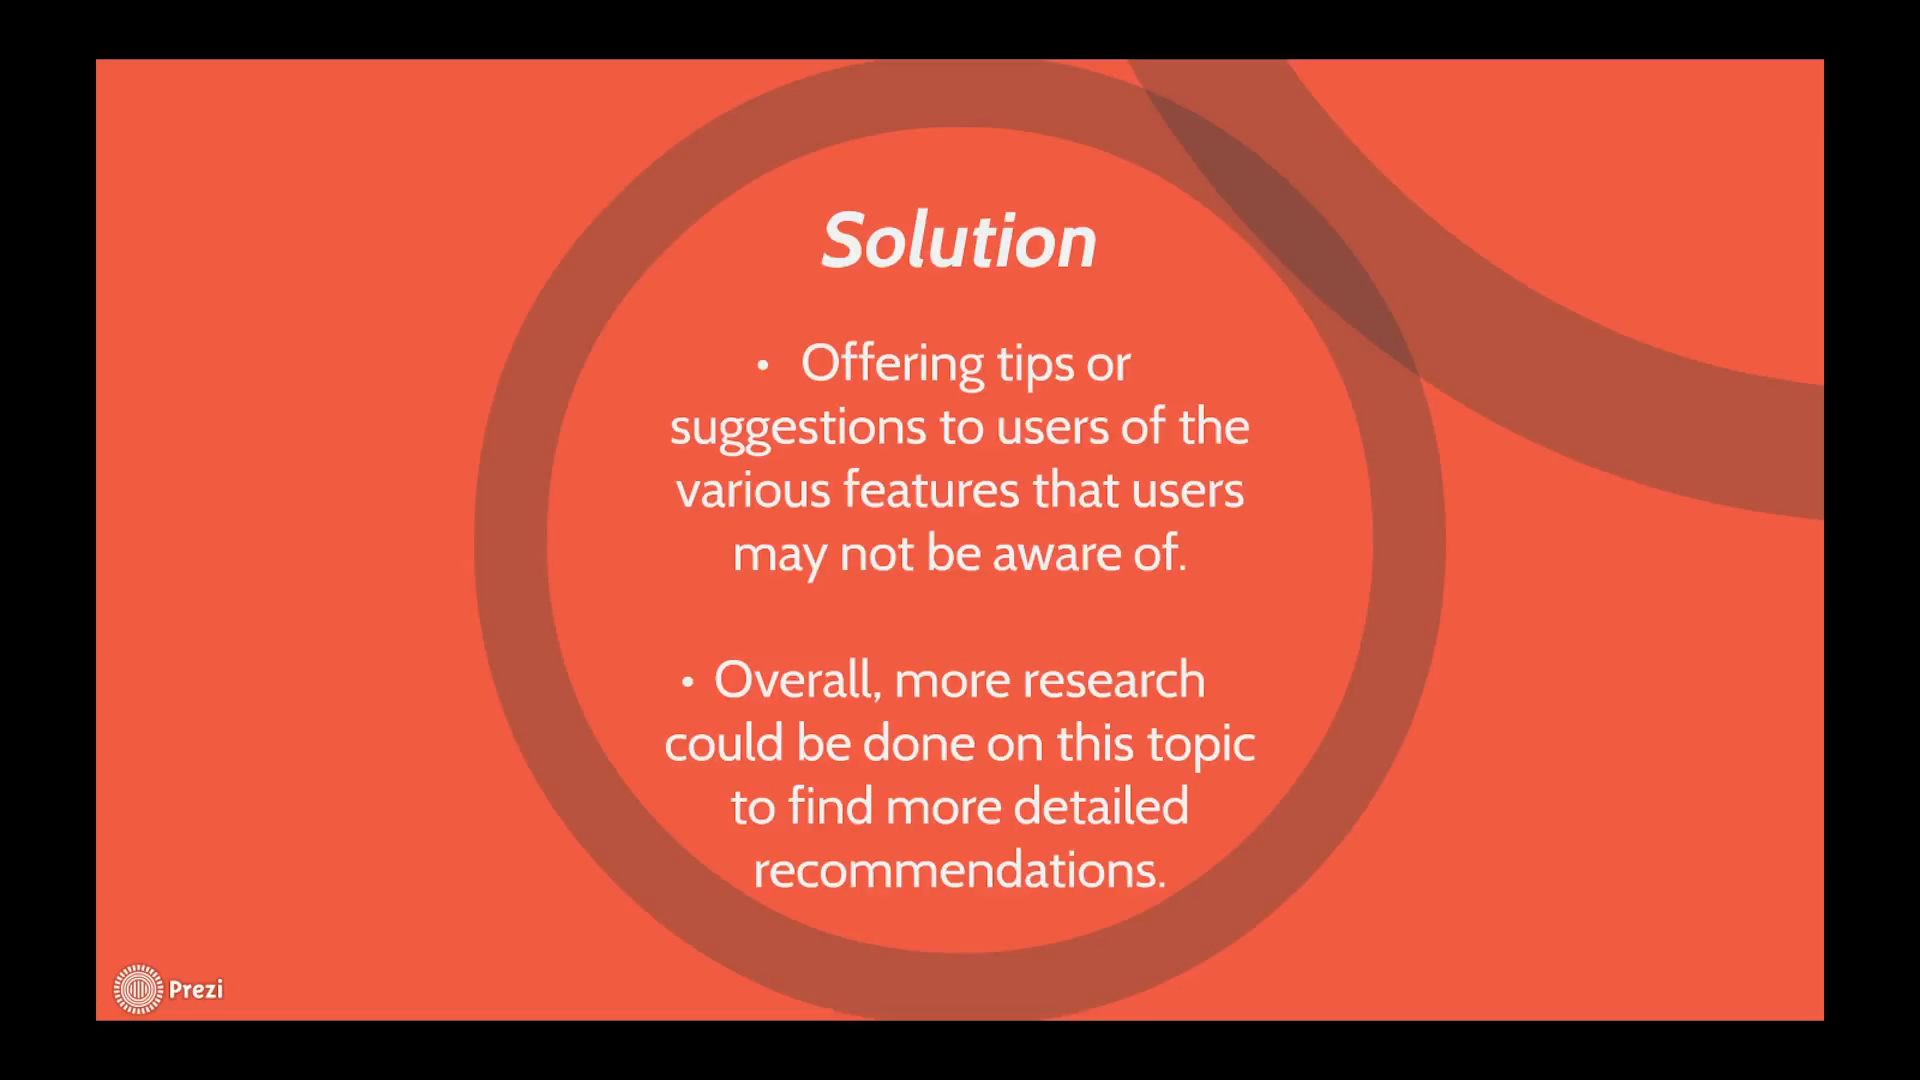 Solution
• Offering tips or
suggestions to users of the
various features that users
may not be aware of.
• Overall, more research
could be done on this topic
to find more detailed
recommendations.
Prezi